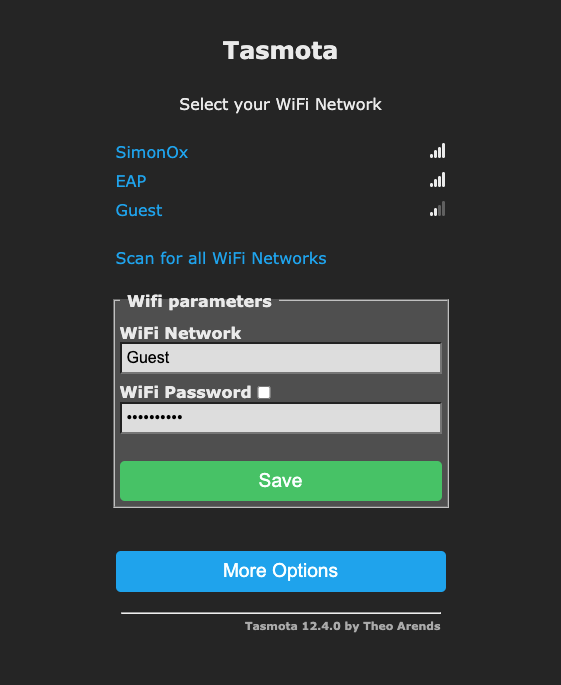 Tasmota
Select your WiFi Network
SimonOx
EAP
Guest
Scan for all WiFi Networks
Wifi parameters
WiFi Network
Guest
WiFi Password
••••••••••
Save
More Options
Tasmota 12.4.0 by Theo Arends